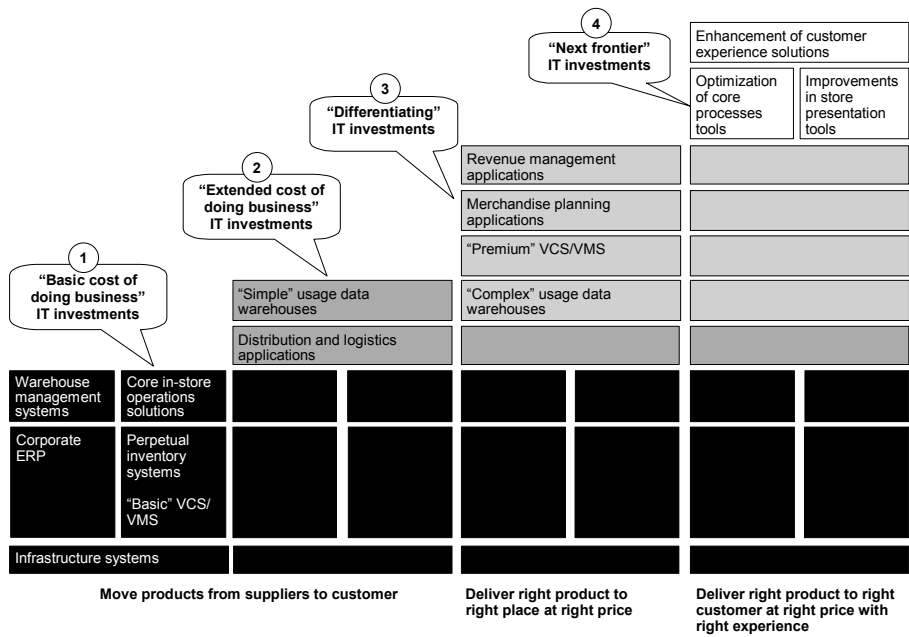 4
“Next frontier”
IT investments
Enhancement of customer
experience solutions
Optimization
of core
processes
tools
Improvements
in store
presentation
tools
3
“Differentiating”
IT investments
Revenue management
applications
2
“Extended cost of
doing business”
IT investments
Merchandise planning
applications
“Premium” VCS/VMS
1
“Basic cost of
doing business”
IT investments
“Simple” usage data
warehouses
“Complex” usage data
warehouses
Distribution and logistics
applications
Warehouse
management
systems
Core in-store
operations
solutions
Corporate
ERP
Perpetual
inventory
systems
“Basic” VCS/
VMS
Infrastructure systems
Move products from suppliers to customer
Deliver right product to
right place at right price
Deliver right product to right
customer at right price with
right experience